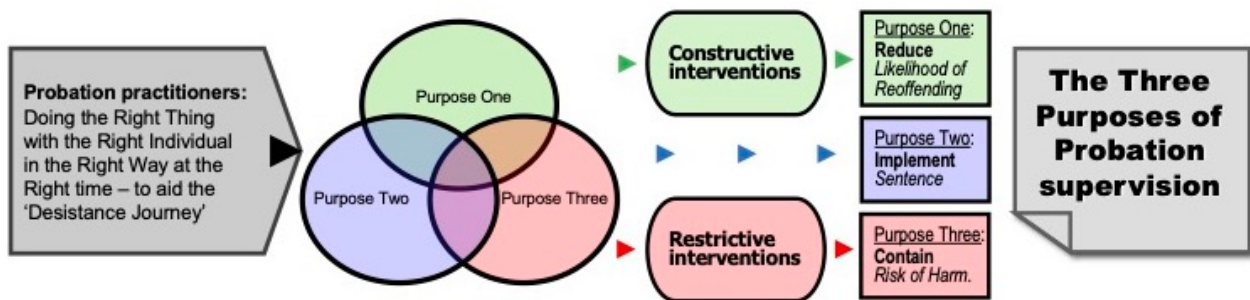 Probation practitioners:
Doing the Right Thing
with the Right Individual
in the Right Way at the
Right time – to aid the
‘Desistance Journey’
Purpose One
Purpose Two
Purpose Three
Constructive
interventions
Restrictive
interventions
Purpose One:
Reduce
Likelihood of
Reoffending
Purpose Two:
Implement
Sentence
Purpose Three:
Contain
Risk of Harm.
The Three
Purposes of
Probation
supervision